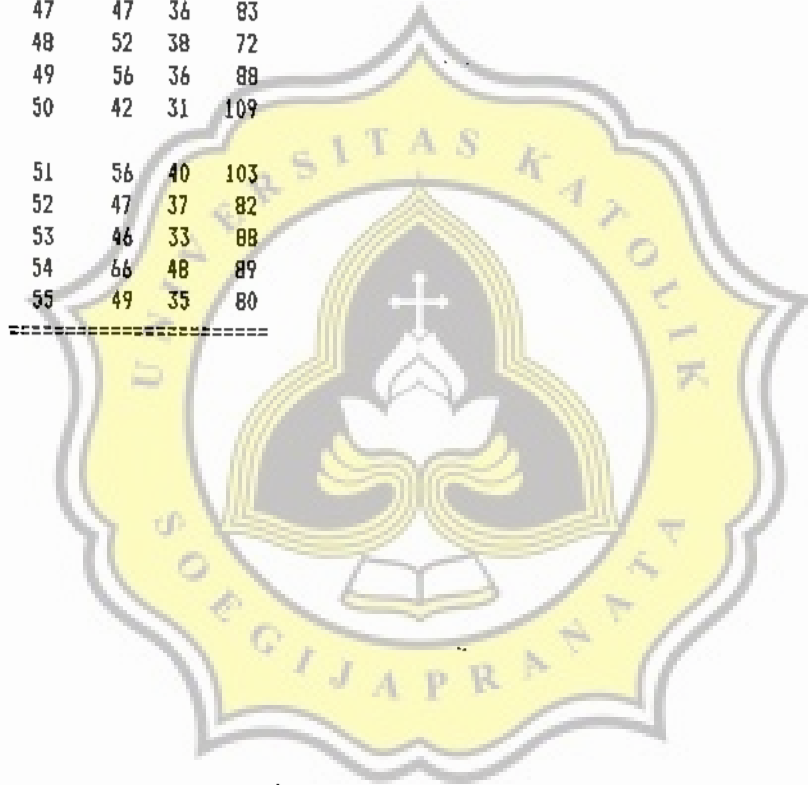 47 47 36 83
48 52 38 72
49 56 36 88
50 42 31 109
51 56 40 103
52 47 37 82
53 46 33 88
54 66 48 89
55 49 35 80
==========================
UNIVERSITAS KATOLIK
SOEGIJAPRANATA